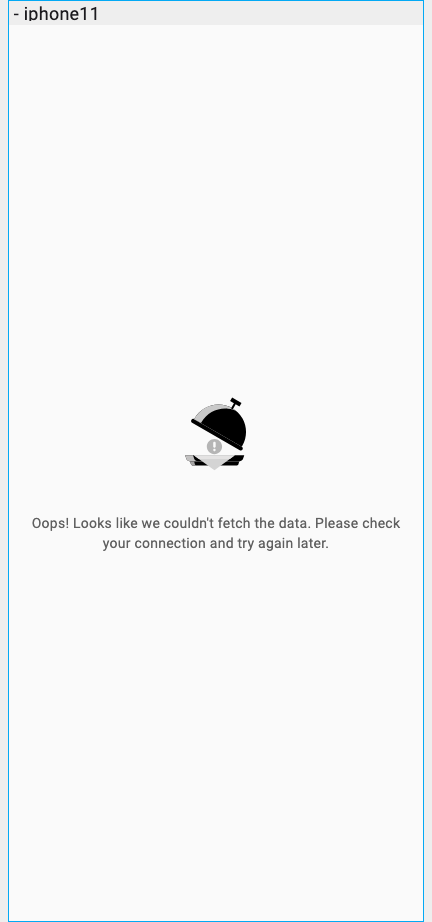 - iphone11
Oops! Looks like we couldn't fetch the data. Please check
your connection and try again later.